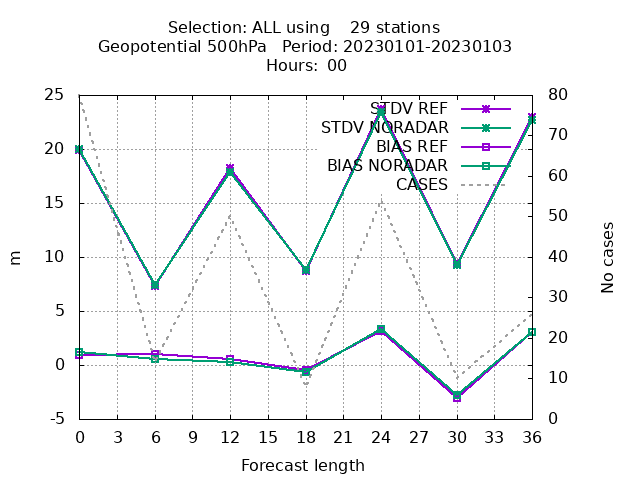 Selection: ALL using    29 stations
Geopotential 500hPa   Period: 20230101-20230103
Hours: 00
25
20
15
10
5
0
-5
m
80
70
60
50
40
30
20
10
0
No cases
STDV REF
STDV NORADAR
BIAS REF
BIAS NORADAR
CASES
0 3 6 9 12 15 18 21 24 27 30 33 36
Forecast length